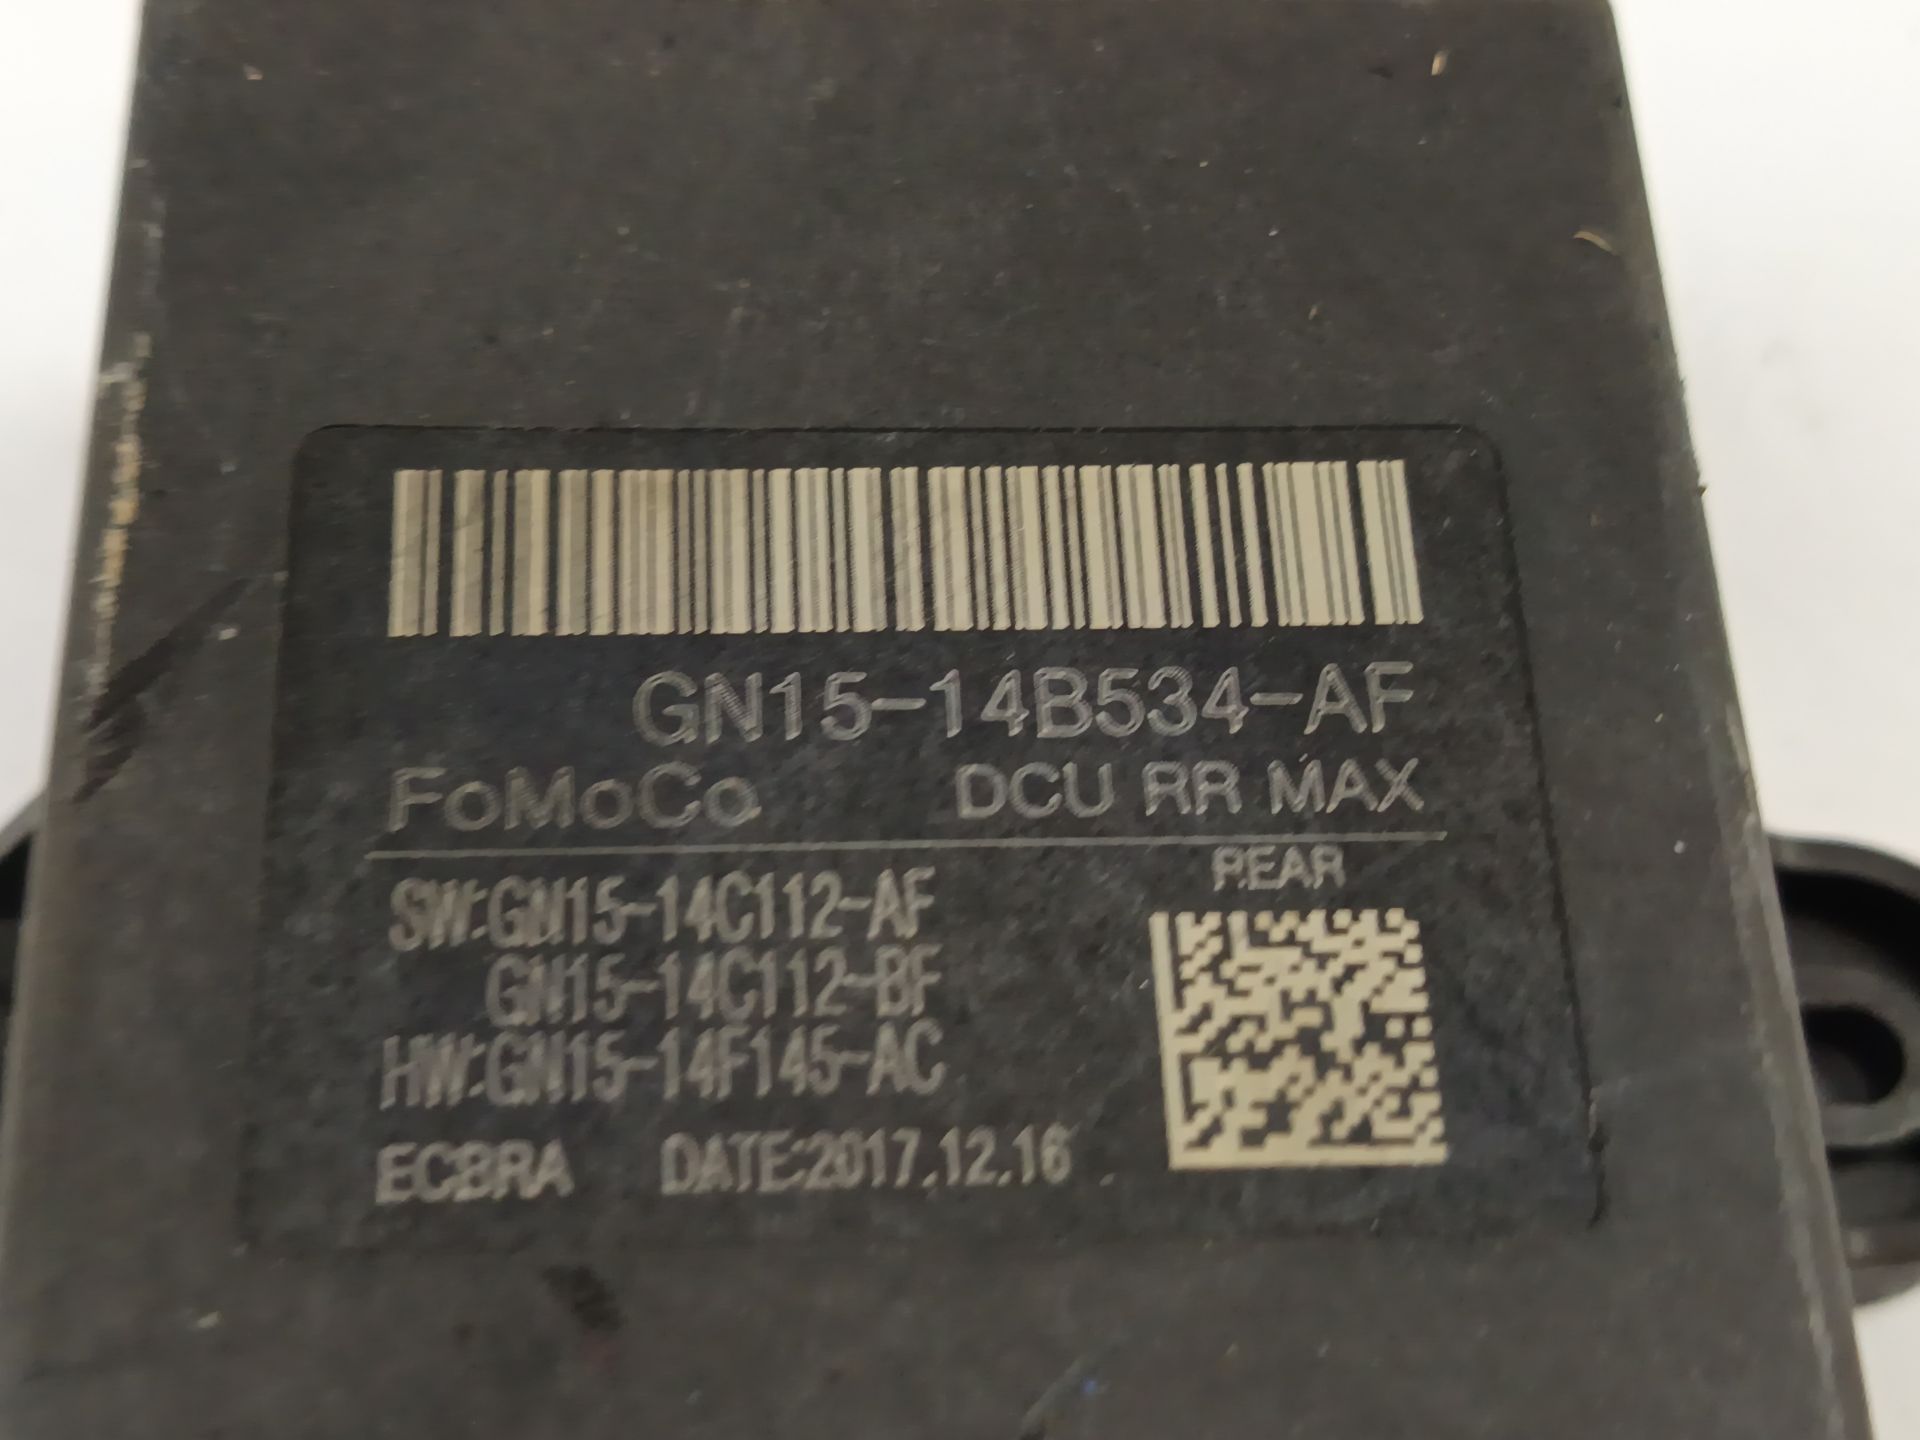 GN15-14B534-AF
FoMoCo DCU RR MAX
REAR
SW:GN15-14C112-AF
GN15-14C112-BF
HW:GN15-14F145-AC
ECBRA DATE:2017.12.16